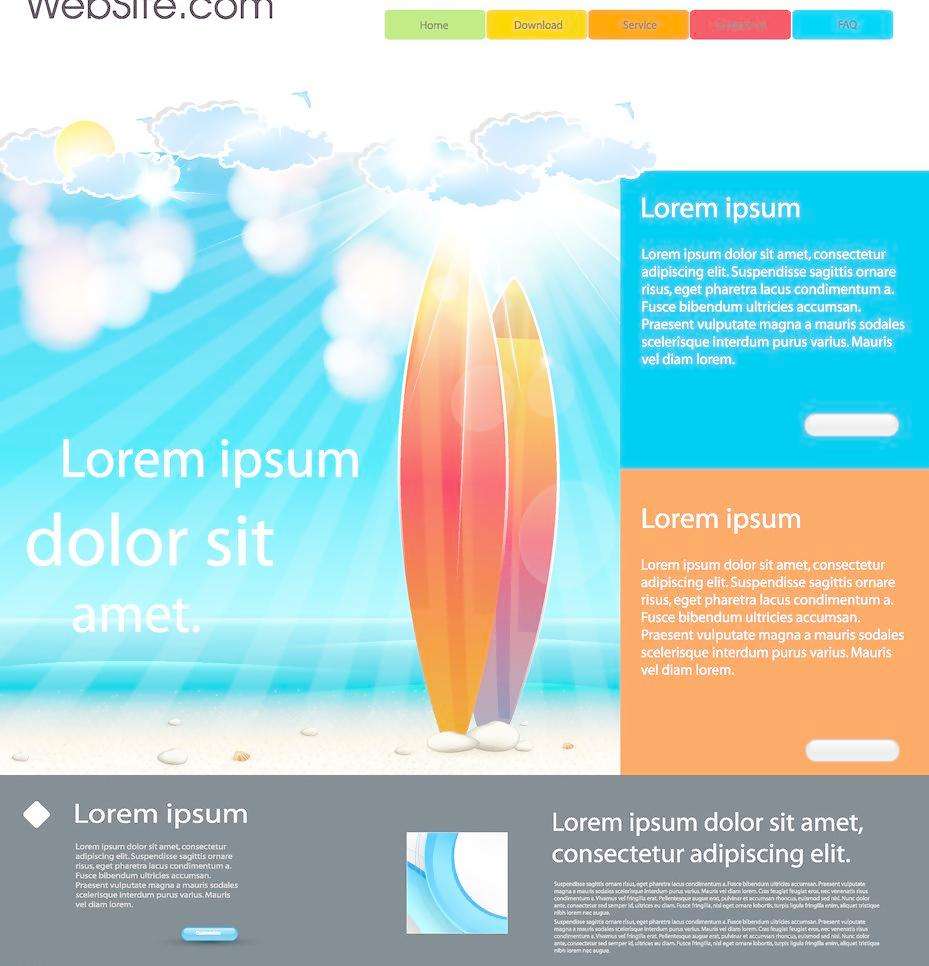 WebSite.com
Home
Download
Service
FAQ
Lorem ipsum
Lorem ipsum dolor sit amet, consectetur
adipiscing elit. Suspendisse sagittis ornare
risus, eget pharetra lacus condimentum a.
Fusce bibendum ultricies accumsan.
Praesent vulputate magna a mauris sodales
scelerisque interdum purus varius. Mauris
vel diam lorem.
Lorem ipsum
dolor sit
amet.
Lorem ipsum
Lorem ipsum dolor sit amet, consectetur
adipiscing elit. Suspendisse sagittis ornare
risus, eget pharetra lacus condimentum a.
Fusce bibendum ultricies accumsan.
Praesent vulputate magna a mauris sodales
scelerisque interdum purus varius. Mauris
vel diam lorem.
Lorem ipsum
Lorem ipsum dolor sit amet, consectetur
adipiscing elit. Suspendisse sagittis ornare
risus, eget pharetra lacus condimentum a.
Fusce bibendum ultricies accumsan.
Praesent vulputate magna a mauris sodales
scelerisque interdum purus varius. Mauris
vel diam lorem.
Lorem ipsum dolor sit amet,
consectetur adipiscing elit.